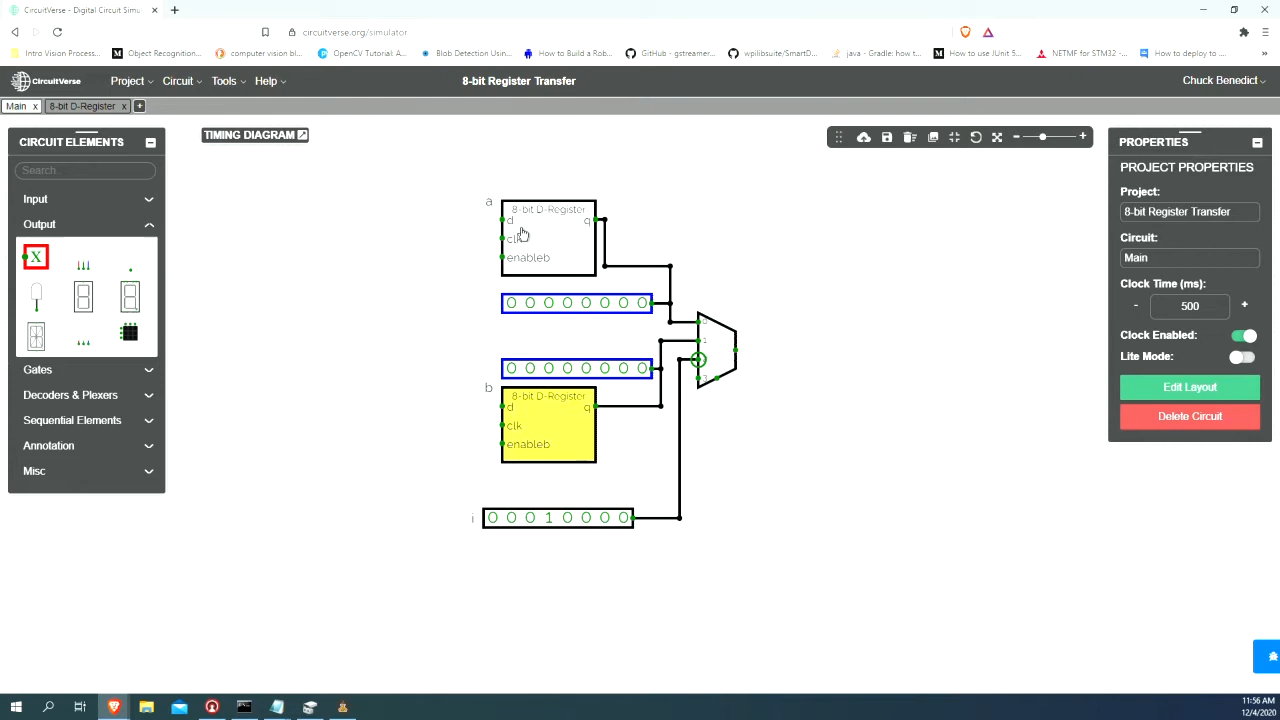 CircuitVerse - Digital Circuit Simu
circuitverse.org/simulator
Intro Vision Process...
Object Recognition...
computer vision bl...
OpenCV Tutorial: A...
Blob Detection Usin...
How to Build a Rob...
GitHub - gstreamer...
wpilibsuite/SmartD...
java - Gradle: how t...
How to use JUnit 5...
NETMF for STM32 -...
How to deploy to ...
CircuitVerse
Project
Circuit
Tools
Help
8-bit Register Transfer
Chuck Benedict
Main x
8-bit D-Register x
CIRCUIT ELEMENTS
Search..
Input
Output
X
Gates
Decoders & Plexers
Sequential Elements
Annotation
Misc
TIMING DIAGRAM
a
8-bit D-Register
d q
clk
enableb
0 0 0 0 0 0 0 0
0
1
3
0 0 0 0 0 0 0 0
b
8-bit D-Register
d q
clk
enableb
i
0 0 0 1 0 0 0 0
PROPERTIES
PROJECT PROPERTIES
Project:
8-bit Register Transfer
Circuit:
Main
Clock Time (ms):
- 500 +
Clock Enabled:
Lite Mode:
Edit Layout
Delete Circuit
11:56 AM
12/4/2020